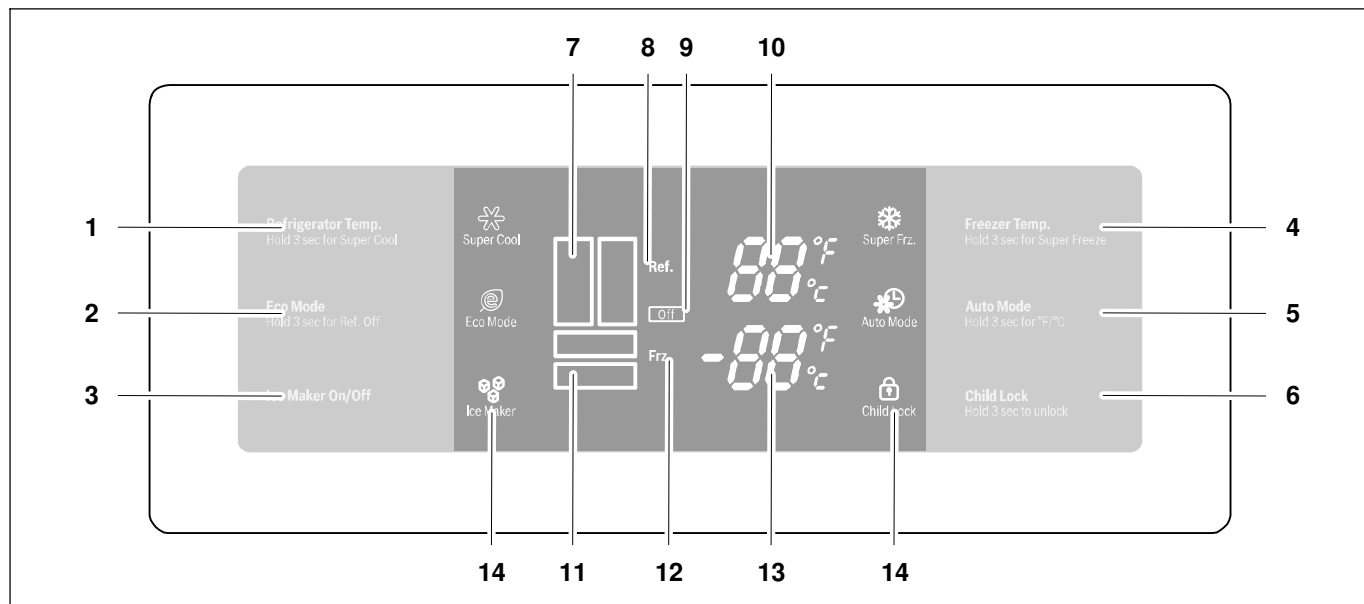 7 8 9 10
1
Refrigerator Temp.
Hold 3 sec for Super Cool
Super Cool
Ref.
88 °F
°C
Super Frz.
Freezer Temp.
Hold 3 sec for Super Freeze
4
2
Eco Mode
Hold 3 sec for Ref. Off
Eco Mode
Off
Auto Mode
Auto Mode
Hold 3 sec for °F/°C
5
3
Ice Maker On/Off
Ice Maker
Frz.
-88 °F
°C
Child Lock
Child Lock
Hold 3 sec to unlock
6
14 11 12 13 14